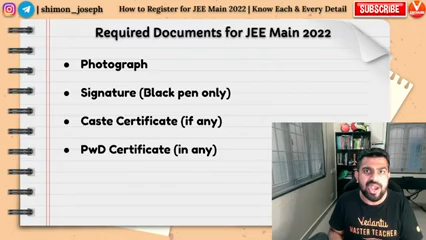 | shimon_joseph
How to Register for JEE Main 2022 | Know Each & Every Detail
SUBSCRIBE
Required Documents for JEE Main 2022
• Photograph
• Signature (Black pen only)
• Caste Certificate (if any)
• PwD Certificate (in any)
Vedantu
MASTER TEACHER